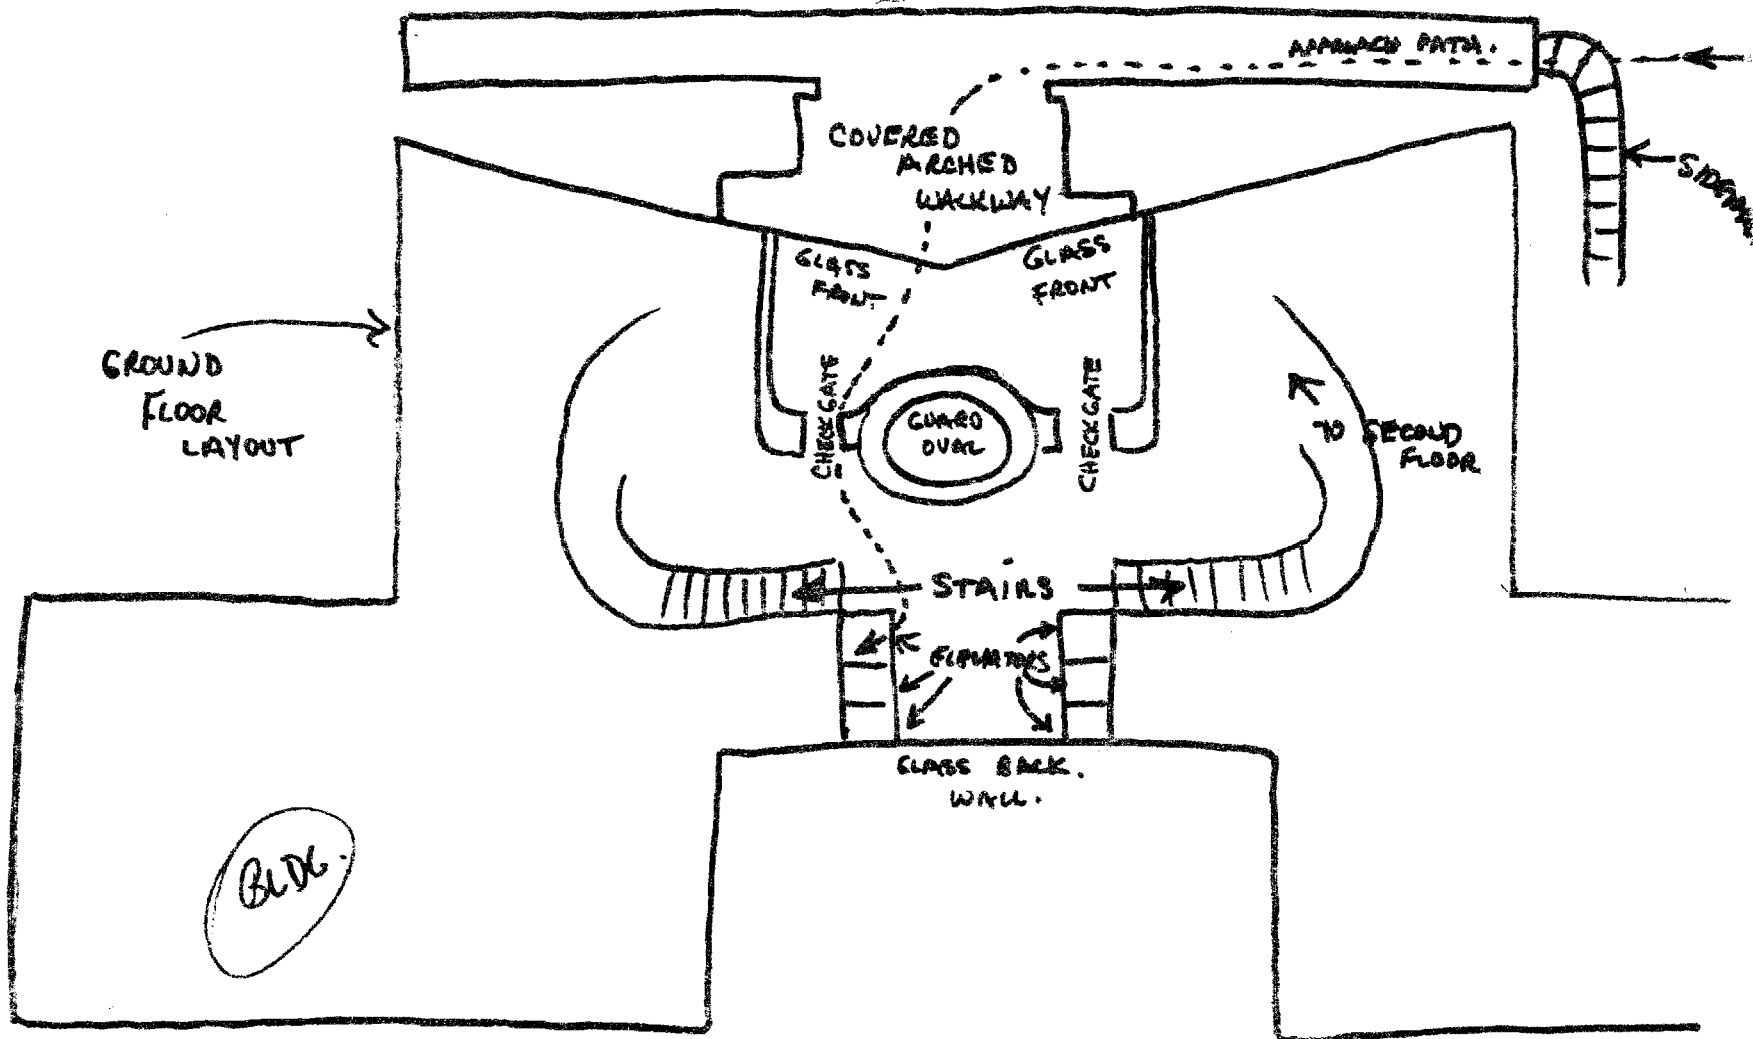 APPROACH PATH.
COVERED
ARCHED
WALKWAY
GLASS
FRONT
GLASS
FRONT
GROUND
FLOOR
LAYOUT
CHECKGATE
GUARD
OVAL
CHECKGATE
TO SECOND
FLOOR
STAIRS
ELEVATORS
GLASS BACK.
WALL.
BLDG.